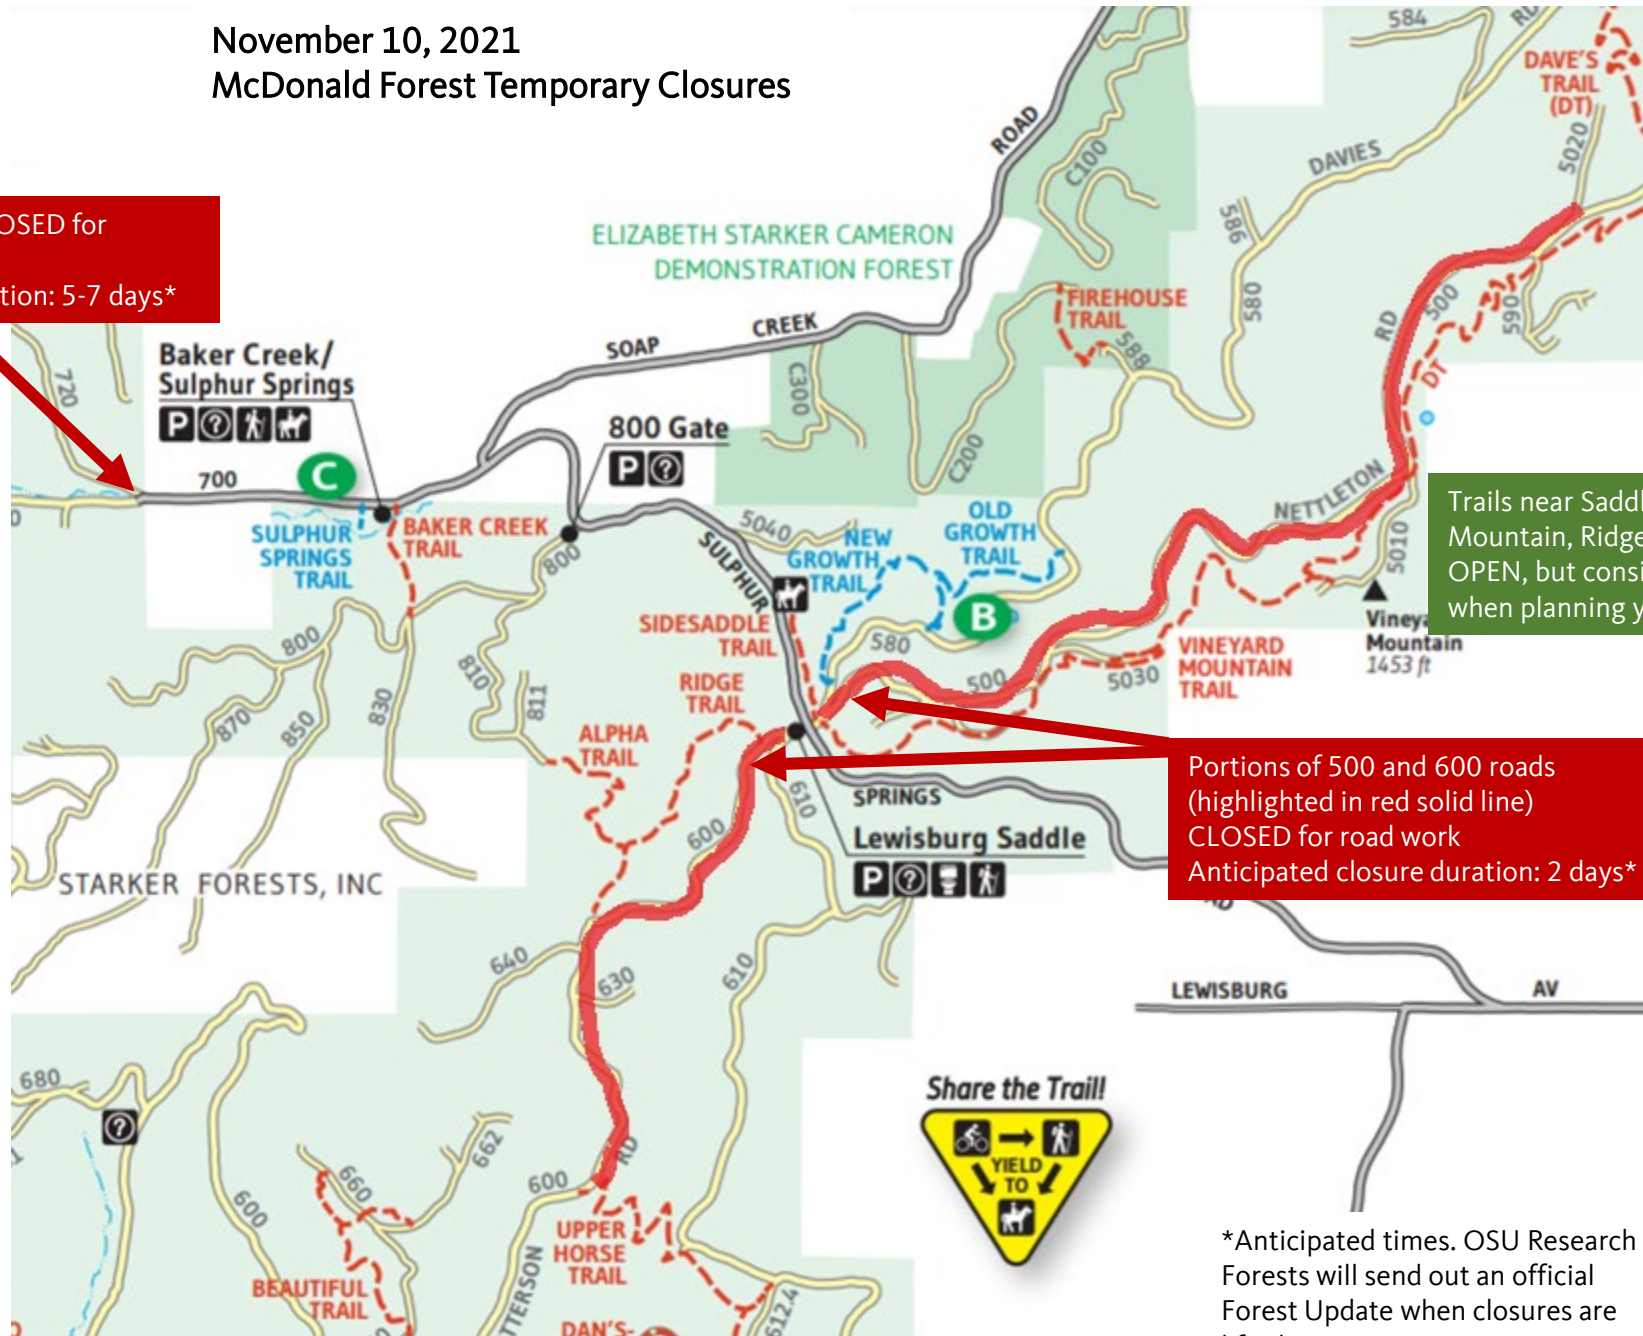 November 10, 2021
McDonald Forest Temporary Closures
OSED for
tion: 5-7 days*
584
RD
DAVE'S
TRAIL
(DT)
5020
ROAD
C100
DAVIES
586
580
ELIZABETH STARKER CAMERON
DEMONSTRATION FOREST
FIREHOUSE
TRAIL
588
RD
500
590
DT
SOAP
CREEK
C300
C200
720
Baker Creek/
Sulphur Springs
P ?
800 Gate
P ?
700
C
SULPHUR
SPRINGS
TRAIL
BAKER CREEK
TRAIL
800
5040
SULPHUR
NEW
GROWTH
TRAIL
OLD
GROWTH
TRAIL
B
NETTLETON
5010
Trails near Saddl
Mountain, Ridge
OPEN, but consi
when planning y
Vineya
Mountain
1453 ft
SIDESADDLE
TRAIL
580
500
5030
VINEYARD
MOUNTAIN
TRAIL
800
810
811
830
870
850
RIDGE
TRAIL
ALPHA
TRAIL
600
610
SPRINGS
Lewisburg Saddle
P ?
Portions of 500 and 600 roads
(highlighted in red solid line)
CLOSED for road work
Anticipated closure duration: 2 days*
STARKER FORESTS, INC
640
630
610
LEWISBURG
AV
680
?
662
660
600
600
RD
UPPER
HORSE
TRAIL
BEAUTIFUL
TRAIL
TTERSON
DAN'S-
612.4
Share the Trail!
YIELD
TO
*Anticipated times. OSU Research
Forests will send out an official
Forest Update when closures are